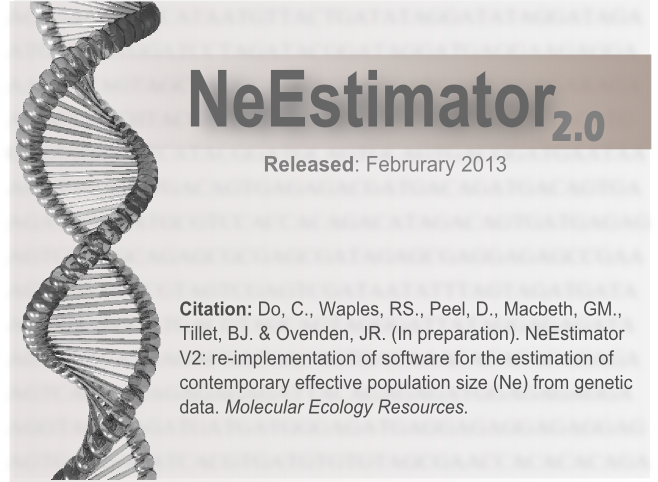 NeEstimator 2.0
Released: Februrary 2013
Citation: Do, C., Waples, RS., Peel, D., Macbeth, GM.,
Tillet, BJ. & Ovenden, JR. (In preparation). NeEstimator
V2: re-implementation of software for the estimation of
contemporary effective population size (Ne) from genetic
data. Molecular Ecology Resources.